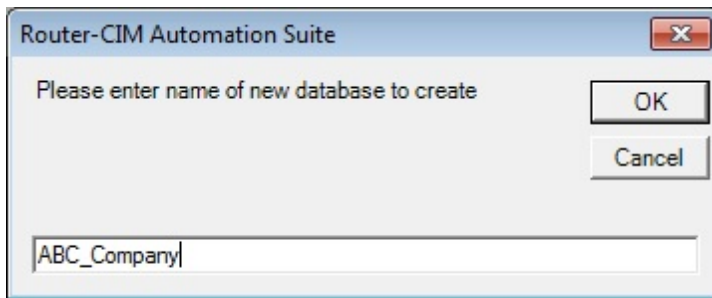 Router-CIM Automation Suite
Please enter name of new database to create
OK
Cancel
ABC_Company